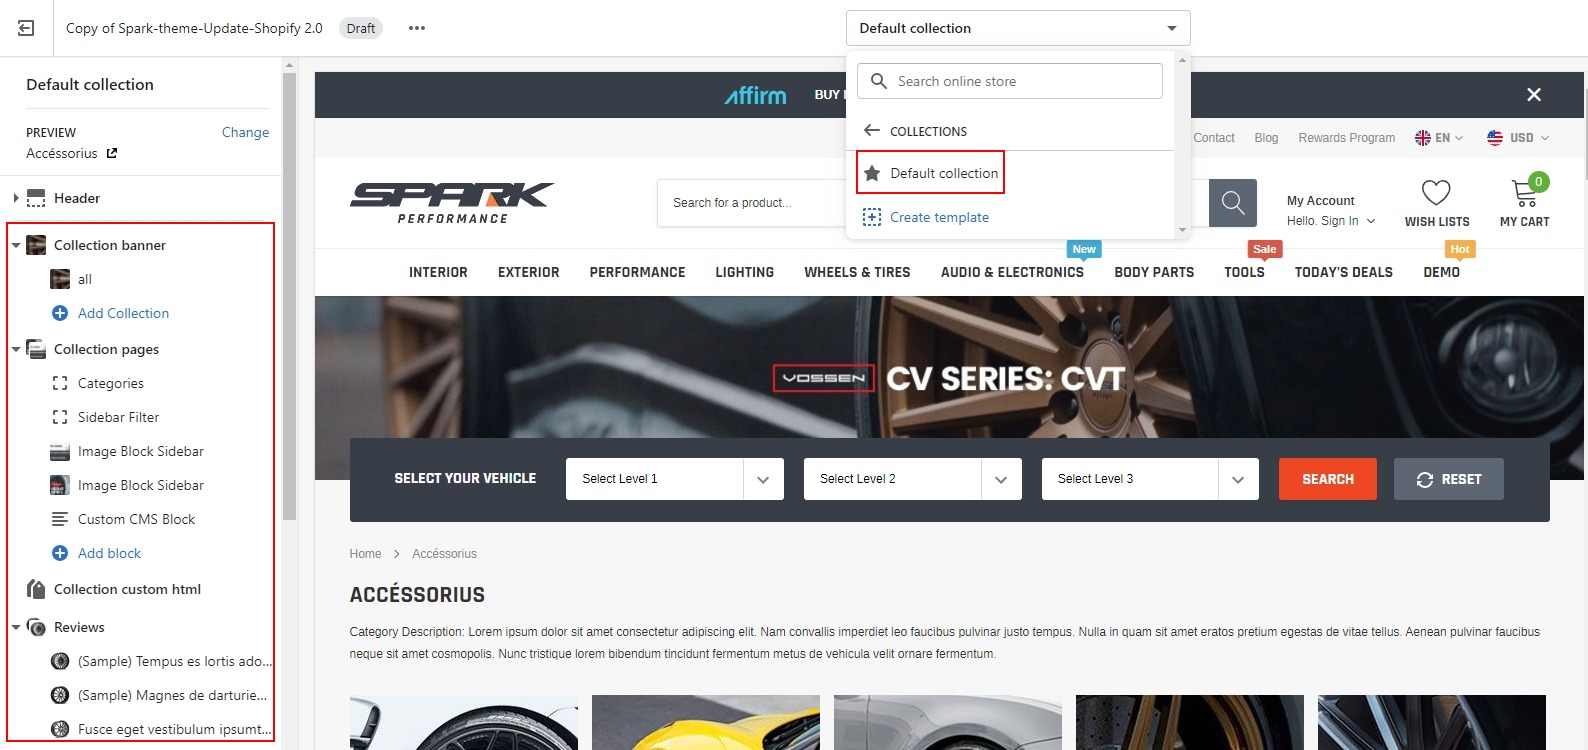 Copy of Spark-theme-Update-Shopify 2.0 Draft
Default collection
Default collection
PREVIEW
Change
Accéssorius
Header
Collection banner
all
Add Collection
Collection pages
Categories
Sidebar Filter
Image Block Sidebar
Image Block Sidebar
Custom CMS Block
Add block
Collection custom html
Reviews
(Sample) Tempus es lortis ado...
(Sample) Magnes de darturie...
Fusce eget vestibulum ipsumt...
Search online store
COLLECTIONS
Default collection
Create template
affirm BUY
Contact Blog Rewards Program EN USD
SPARK
PERFORMANCE
Search for a product...
My Account
Hello. Sign In
WISH LISTS
0
MY CART
New Sale Hot
INTERIOR EXTERIOR PERFORMANCE LIGHTING WHEELS & TIRES AUDIO & ELECTRONICS BODY PARTS TOOLS TODAY'S DEALS DEMO
VOSSEN CV SERIES: CVT
SELECT YOUR VEHICLE Select Level 1 Select Level 2 Select Level 3 SEARCH RESET
Home Accéssorius
ACCÉSSORIUS
Category Description: Lorem ipsum dolor sit amet consectetur adipiscing elit. Nam convallis imperdiet leo faucibus pulvinar justo tempus. Nulla in quam sit amet eratos pretium egestas de vitae tellus. Aenean pulvinar faucibus
neque sit amet cosmopolis. Nunc tristique lorem bibendum tincidunt fermentum metus de vehicula velit ornare fermentum.